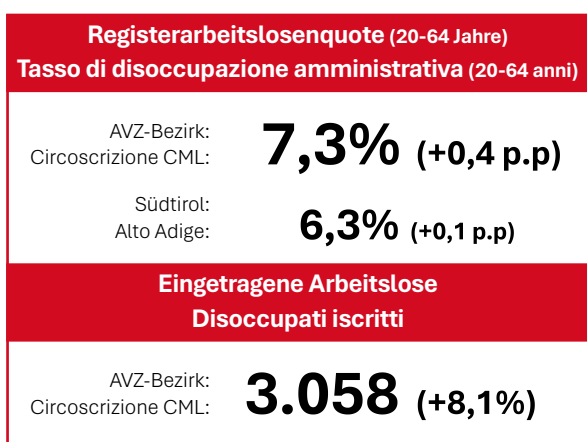 Registerarbeitslosenquote (20-64 Jahre)
Tasso di disoccupazione amministrativa (20-64 anni)
AVZ-Bezirk:
Circoscrizione CML:
7,3% (+0,4 p.p)
Südtirol:
Alto Adige:
6,3% (+0,1 p.p)
Eingetragene Arbeitslose
Disoccupati iscritti
AVZ-Bezirk:
Circoscrizione CML:
3.058 (+8,1%)